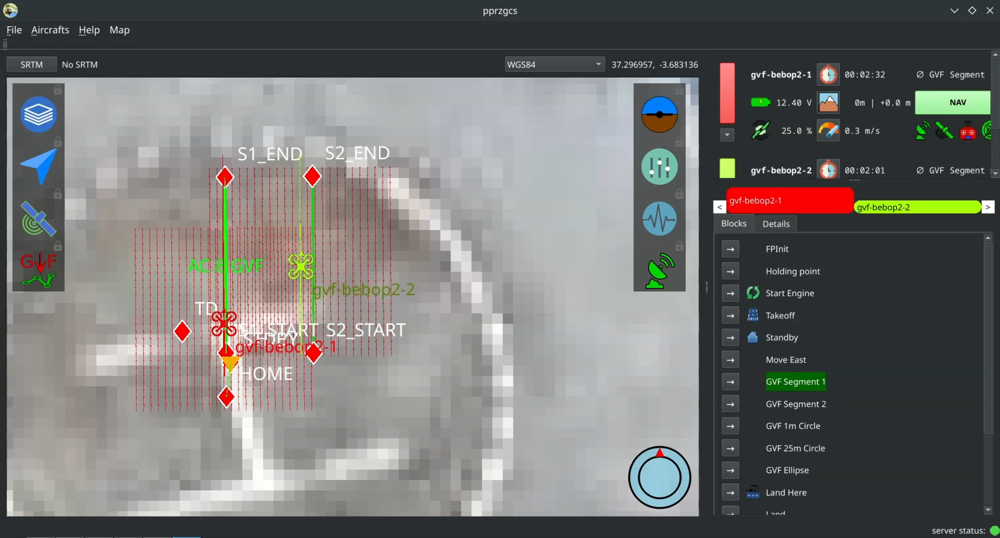 pprzgcs
File Aircrafts Help Map
SRTM No SRTM WGS84 37.296957, -3.683136
gvf-bebop2-1 00:02:32 ∅ GVF Segment
12.40 V 0m | +0.0 m NAV
25.0 % 0.3 m/s
gvf-bebop2-2 00:02:01 ∅ GVF Segment
< gvf-bebop2-1 gvf-bebop2-2 >
Blocks Details
FPInit
Holding point
Start Engine
Takeoff
Standby
Move East
GVF Segment 1
GVF Segment 2
GVF 1m Circle
GVF 25m Circle
GVF Ellipse
Land Here
Land
S1_END S2_END
GVF
AC 8 GVF
gvf-bebop2-2
TD
S1_START S2_START
STDBY
gvf-bebop2-1
HOME
server status: